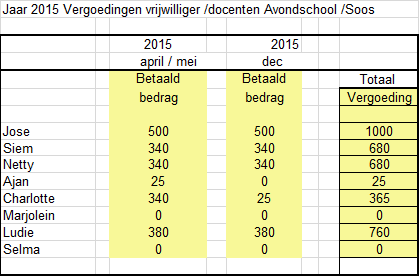 Jaar 2015 Vergoedingen vrijwilliger /docenten Avondschool /Soos
2015 2015
april / mei dec
Betaald Betaald Totaal
bedrag bedrag Vergoeding
Jose 500 500 1000
Siem 340 340 680
Netty 340 340 680
Ajan 25 0 25
Charlotte 340 25 365
Marjolein 0 0 0
Ludie 380 380 760
Selma 0 0 0